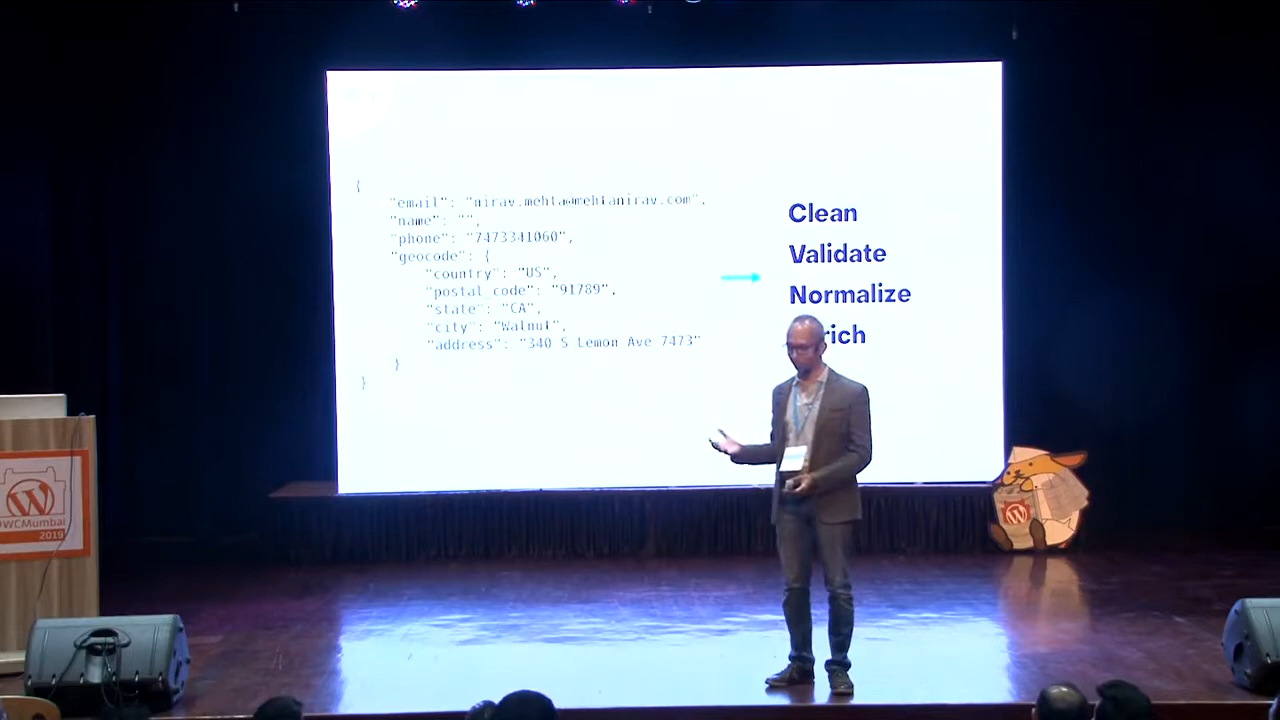 {
"email": "nirav.mehta@mehtanirav.com",
"name": "",
"phone": "7473341060",
"geocode": {
"country": "US",
"postal_code": "91789",
"state": "CA",
"city": "Walnut",
"address": "340 S Lemon Ave 7473"
}
}
Clean
Validate
Normalize
rich
WCMumbai
2019